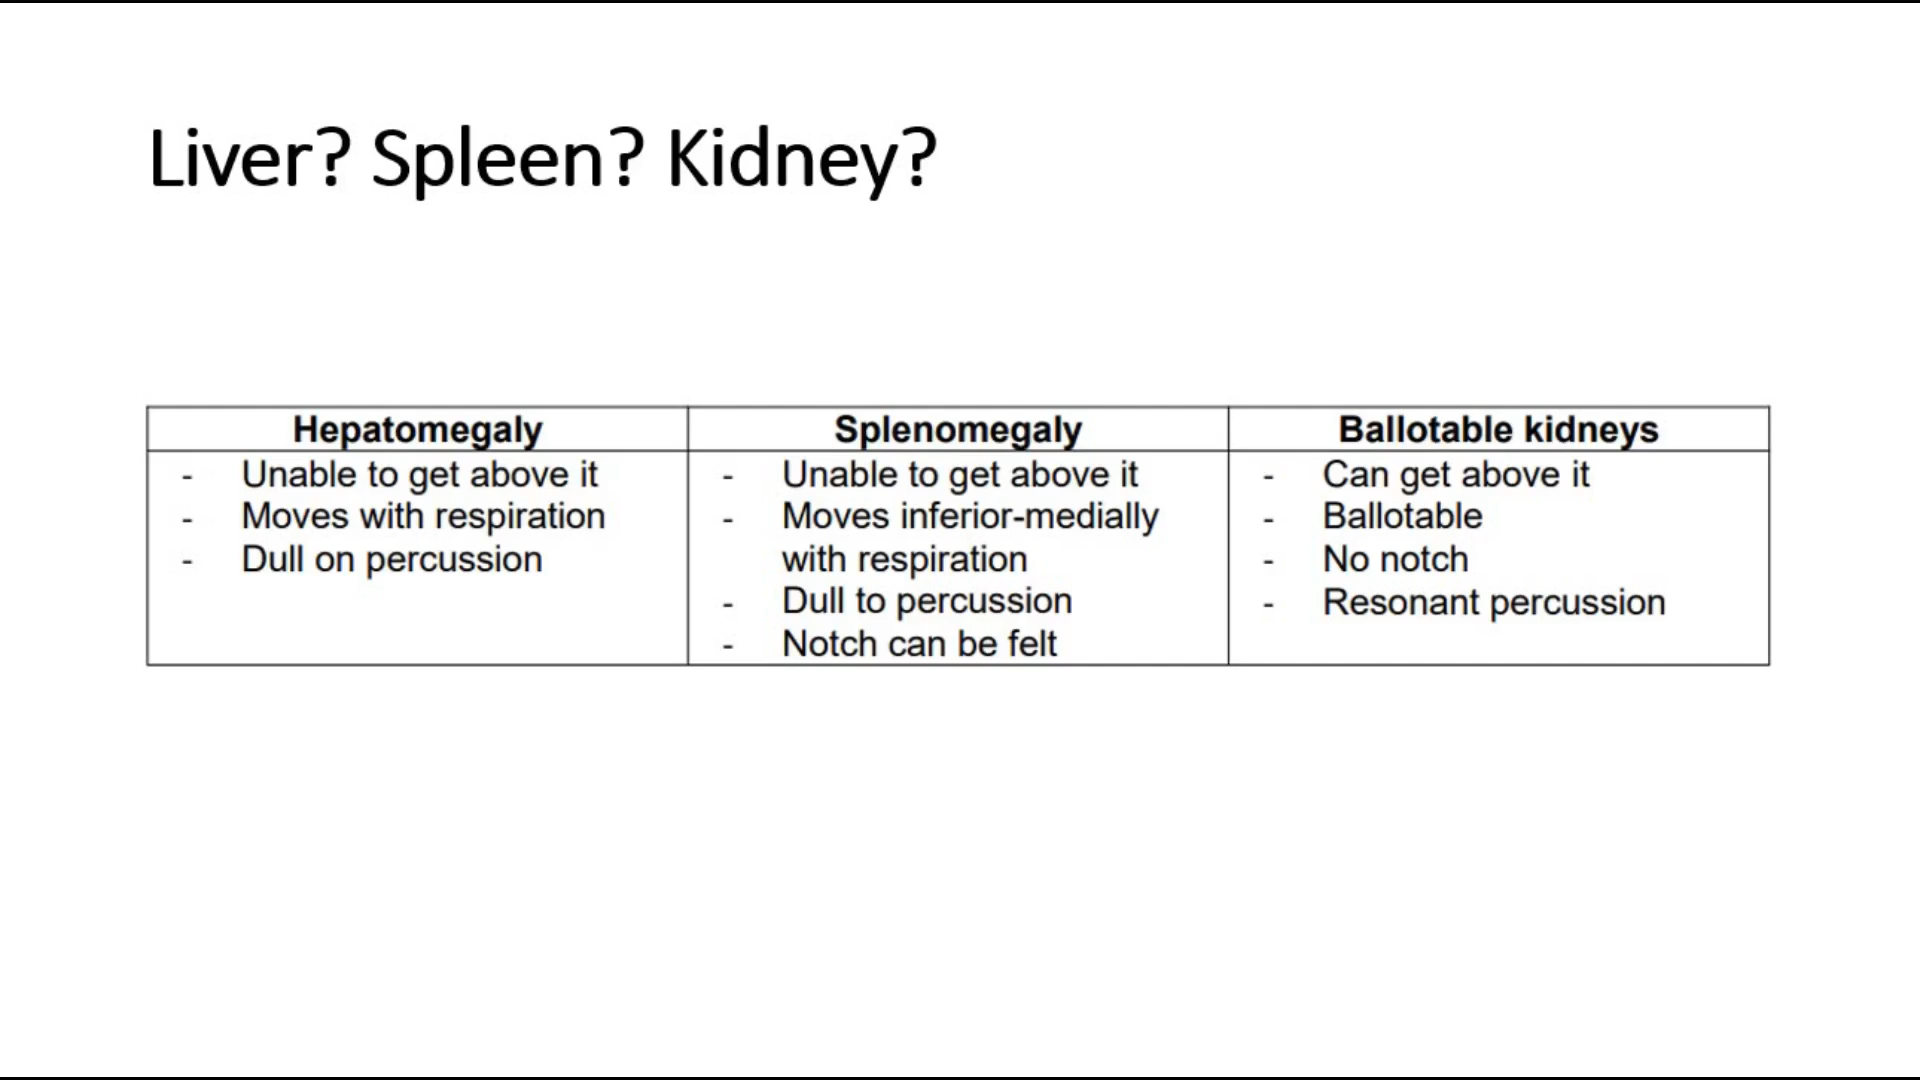 Liver? Spleen? Kidney?
Hepatomegaly
- Unable to get above it
- Moves with respiration
- Dull on percussion
Splenomegaly
- Unable to get above it
- Moves inferior-medially
with respiration
- Dull to percussion
- Notch can be felt
Ballotable kidneys
- Can get above it
- Ballotable
- No notch
- Resonant percussion